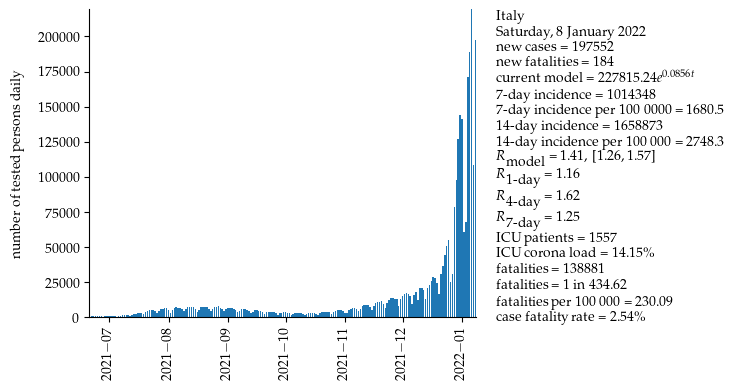 number of tested persons daily
200000
175000
150000
125000
100000
75000
50000
25000
0
2021−07
2021−08
2021−09
2021−10
2021−11
2021−12
2022−01
Italy
Saturday, 8 January 2022
new cases = 197552
new fatalities = 184
current model = 227815.24e^0.0856t
7-day incidence = 1014348
7-day incidence per 100 0000 = 1680.5
14-day incidence = 1658873
14-day incidence per 100 000 = 2748.3
R_model = 1.41, [1.26, 1.57]
R_1-day = 1.16
R_4-day = 1.62
R_7-day = 1.25
ICU patients = 1557
ICU corona load = 14.15%
fatalities = 138881
fatalities = 1 in 434.62
fatalities per 100 000 = 230.09
case fatality rate = 2.54%